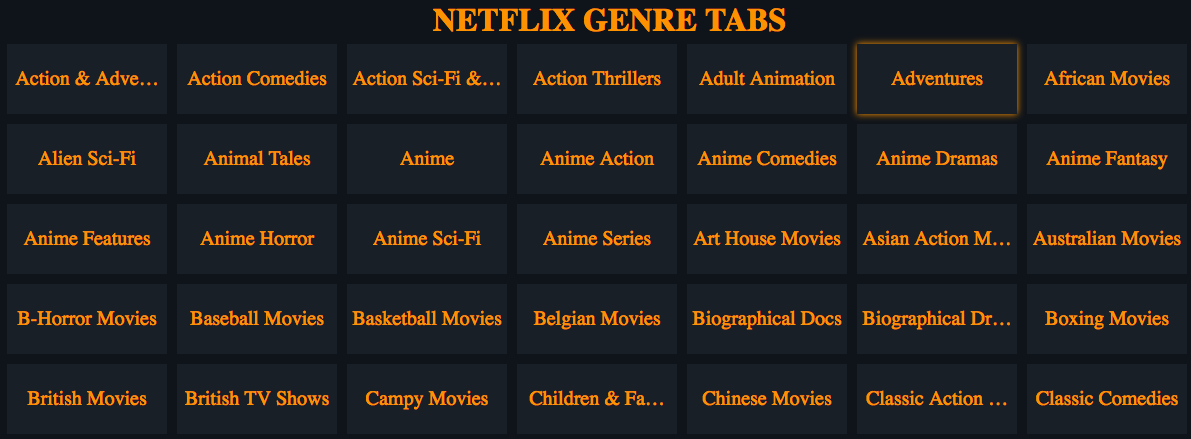 NETFLIX GENRE TABS
Action & Adve…
Action Comedies
Action Sci-Fi &…
Action Thrillers
Adult Animation
Adventures
African Movies
Alien Sci-Fi
Animal Tales
Anime
Anime Action
Anime Comedies
Anime Dramas
Anime Fantasy
Anime Features
Anime Horror
Anime Sci-Fi
Anime Series
Art House Movies
Asian Action M…
Australian Movies
B-Horror Movies
Baseball Movies
Basketball Movies
Belgian Movies
Biographical Docs
Biographical Dr…
Boxing Movies
British Movies
British TV Shows
Campy Movies
Children & Fa…
Chinese Movies
Classic Action …
Classic Comedies